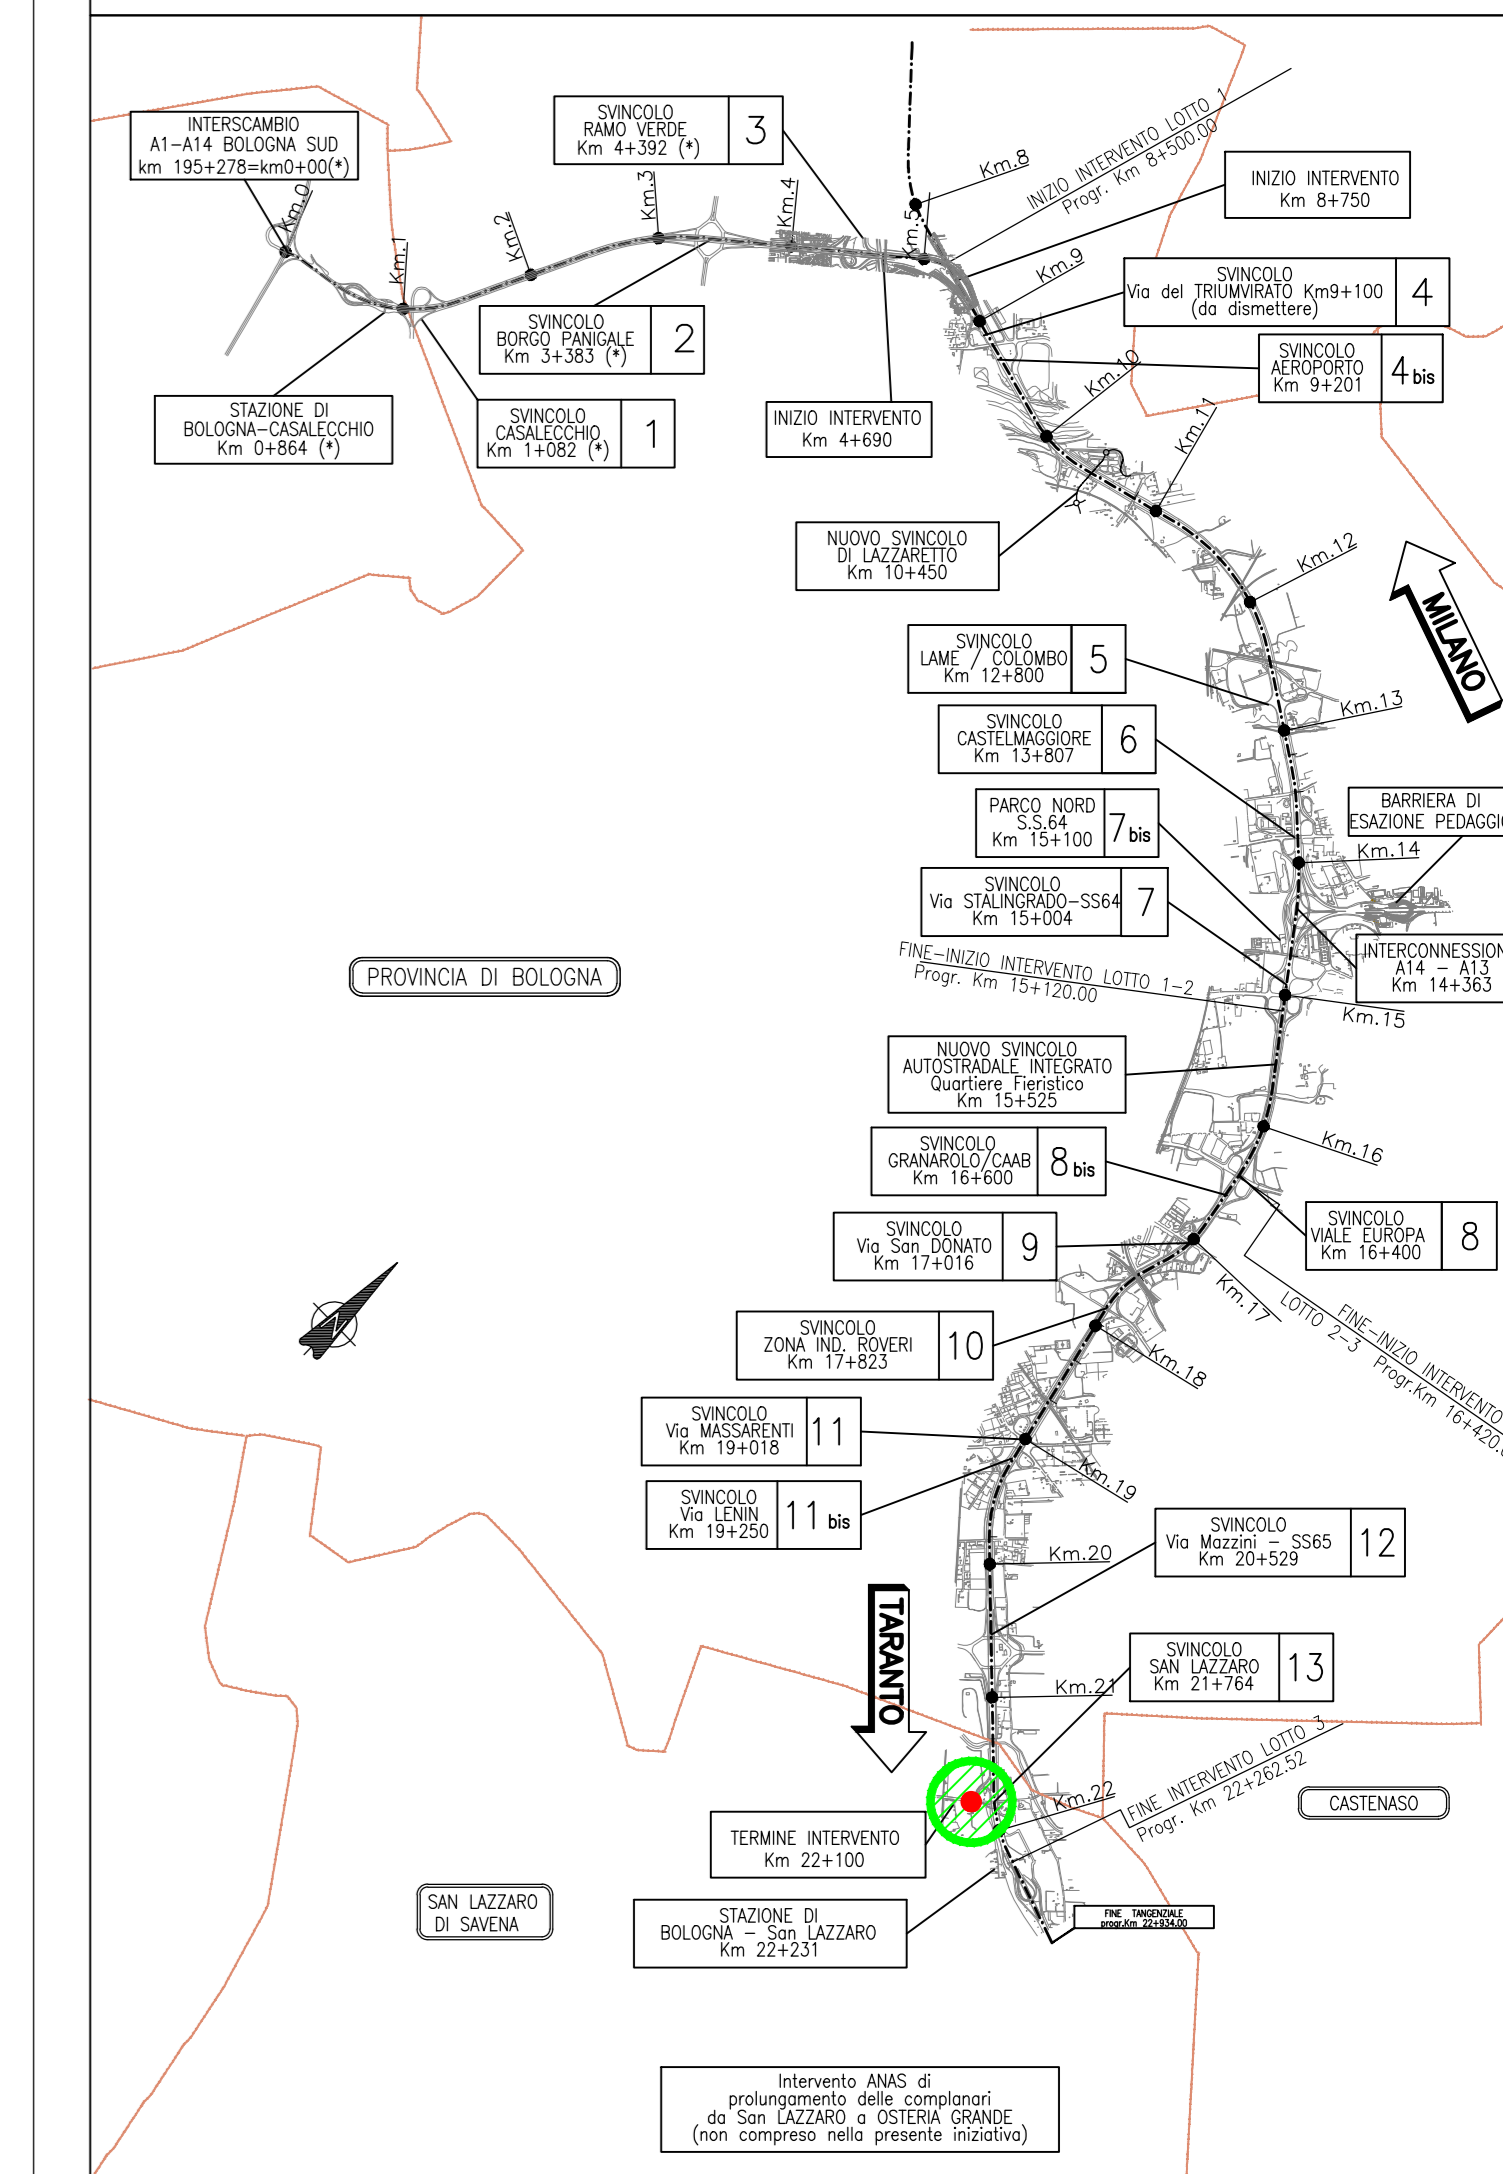 INTERSCAMBIO
A1-A14 BOLOGNA SUD
km 195+278=km0+00(*)
SVINCOLO
RAMO VERDE
Km 4+392 (*)
3
Km.0
Km.1
Km.2
Km.3
Km.4
Km.5
Km.8
INIZIO INTERVENTO LOTTO 1
Progr. Km 8+500.00
INIZIO INTERVENTO
Km 8+750
Km.9
SVINCOLO
Via del TRIUMVIRATO Km9+100
(da dismettere)
4
SVINCOLO
BORGO PANIGALE
Km 3+383 (*)
2
SVINCOLO
AEROPORTO
Km 9+201
4 bis
Km.10
STAZIONE DI
BOLOGNA-CASALECCHIO
Km 0+864 (*)
SVINCOLO
CASALECCHIO
Km 1+082 (*)
1
INIZIO INTERVENTO
Km 4+690
Km.11
NUOVO SVINCOLO
DI LAZZARETTO
Km 10+450
Km.12
MILANO
SVINCOLO
LAME / COLOMBO
Km 12+800
5
Km.13
SVINCOLO
CASTELMAGGIORE
Km 13+807
6
PARCO NORD
S.S.64
Km 15+100
7 bis
BARRIERA DI
ESAZIONE PEDAGGI
Km.14
SVINCOLO
Via STALINGRADO-SS64
Km 15+004
7
FINE-INIZIO INTERVENTO LOTTO 1-2
Progr. Km 15+120.00
INTERCONNESSION
A14 - A13
Km 14+363
PROVINCIA DI BOLOGNA
Km.15
NUOVO SVINCOLO
AUTOSTRADALE INTEGRATO
Quartiere Fieristico
Km 15+525
Km.16
SVINCOLO
GRANAROLO/CAAB
Km 16+600
8 bis
SVINCOLO
VIALE EUROPA
Km 16+400
8
SVINCOLO
Via San DONATO
Km 17+016
9
Km.17
FINE-INIZIO INTERVENTO
LOTTO 2-3 Progr.Km 16+420.
SVINCOLO
ZONA IND. ROVERI
Km 17+823
10
Km.18
SVINCOLO
Via MASSARENTI
Km 19+018
11
Km.19
SVINCOLO
Via LENIN
Km 19+250
11 bis
SVINCOLO
Via Mazzini - SS65
Km 20+529
12
Km.20
TARANTO
SVINCOLO
SAN LAZZARO
Km 21+764
13
Km.21
FINE INTERVENTO LOTTO 3
Progr. Km 22+262.52
Km.22
CASTENASO
TERMINE INTERVENTO
Km 22+100
SAN LAZZARO
DI SAVENA
STAZIONE DI
BOLOGNA - San LAZZARO
Km 22+231
FINE TANGENZIALE
progr.Km 22+934.00
Intervento ANAS di
prolungamento delle complanari
da San LAZZARO a OSTERIA GRANDE
(non compreso nella presente iniziativa)